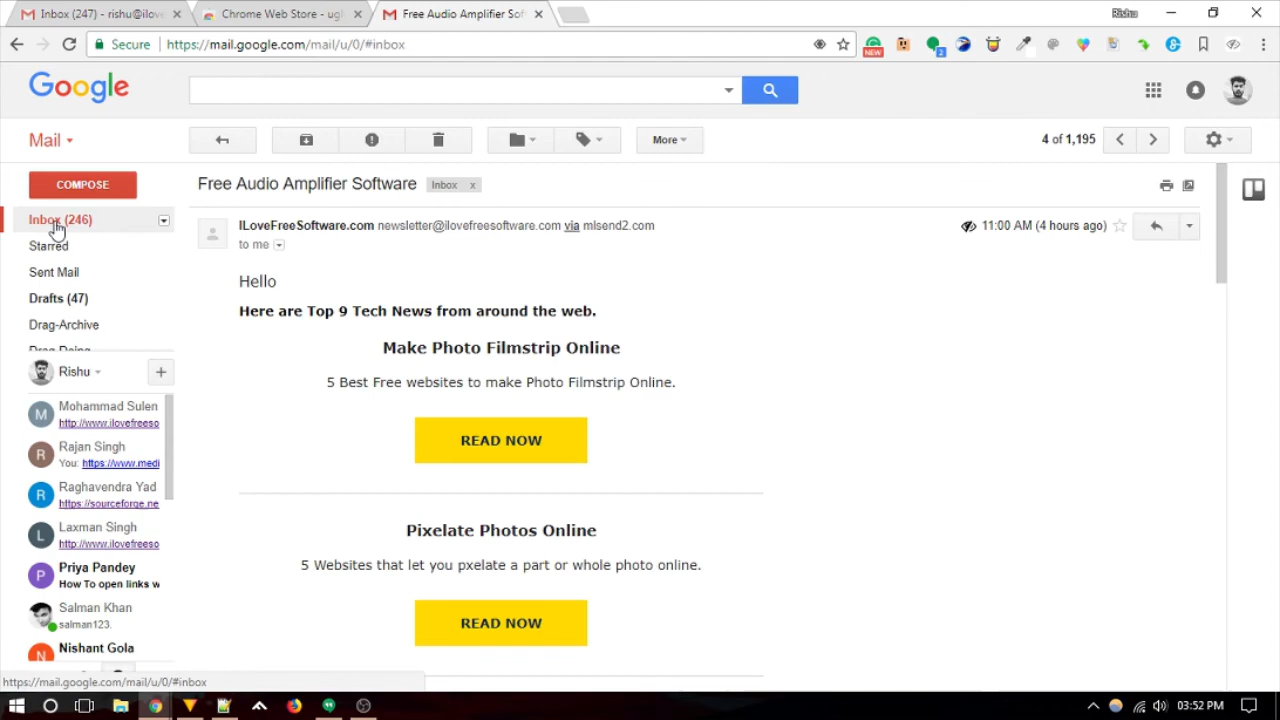 Inbox (247) - rishu@ilove
Chrome Web Store - ugl
Free Audio Amplifier Sof
Rishu
Secure
https://mail.google.com/mail/u/0/#inbox
NEW
2
Google
Mail
More
4 of 1,195
COMPOSE
Free Audio Amplifier Software
Inbox x
Inbox (246)
ILoveFreeSoftware.com newsletter@ilovefreesoftware.com via mlsend2.com
11:00 AM (4 hours ago)
to me
Starred
Sent Mail
Drafts (47)
Drag-Archive
Drag-Doing
Hello
Here are Top 9 Tech News from around the web.
Make Photo Filmstrip Online
5 Best Free websites to make Photo Filmstrip Online.
READ NOW
Pixelate Photos Online
5 Websites that let you pxelate a part or whole photo online.
READ NOW
Rishu
M
Mohammad Sulen
http://www.ilovefreeso
R
Rajan Singh
You: https://www.medi
R
Raghavendra Yad
https://sourceforge.ne
L
Laxman Singh
http://www.ilovefreeso
P
Priya Pandey
How To open links w
Salman Khan
salman123.
N
Nishant Gola
https://mail.google.com/mail/u/0/#inbox
03:52 PM